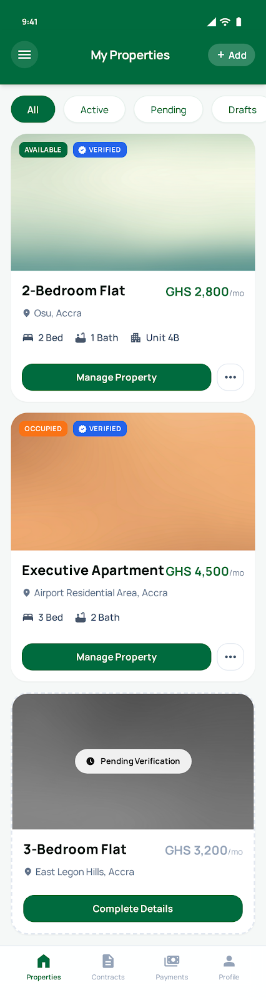 9:41
My Properties
+ Add
All Active Pending Drafts
AVAILABLE VERIFIED
2-Bedroom Flat GHS 2,800/mo
Osu, Accra
2 Bed 1 Bath Unit 4B
Manage Property
OCCUPIED VERIFIED
Executive Apartment GHS 4,500/mo
Airport Residential Area, Accra
3 Bed 2 Bath
Manage Property
Pending Verification
3-Bedroom Flat GHS 3,200/mo
East Legon Hills, Accra
Complete Details
Properties Contracts Payments Profile